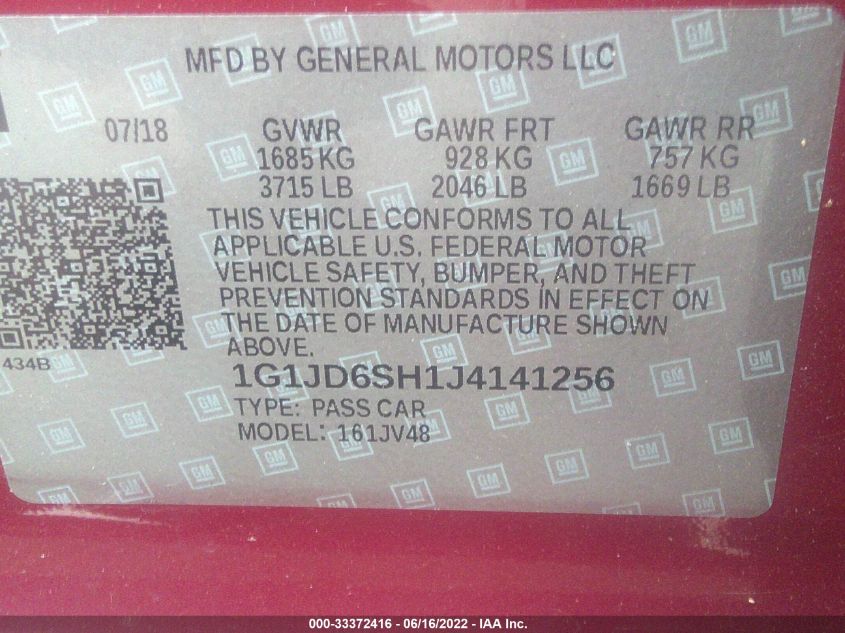 MFD BY GENERAL MOTORS LLC
07/18 GVWR GAWR FRT GAWR RR
1685 KG 928 KG 757 KG
3715 LB 2046 LB 1669 LB
THIS VEHICLE CONFORMS TO ALL
APPLICABLE U.S. FEDERAL MOTOR
VEHICLE SAFETY, BUMPER, AND THEFT
PREVENTION STANDARDS IN EFFECT ON
THE DATE OF MANUFACTURE SHOWN
ABOVE.
434B
1G1JD6SH1J4141256
TYPE: PASS CAR
MODEL: 161JV48
000-33372416 - 06/16/2022 - IAA Inc.